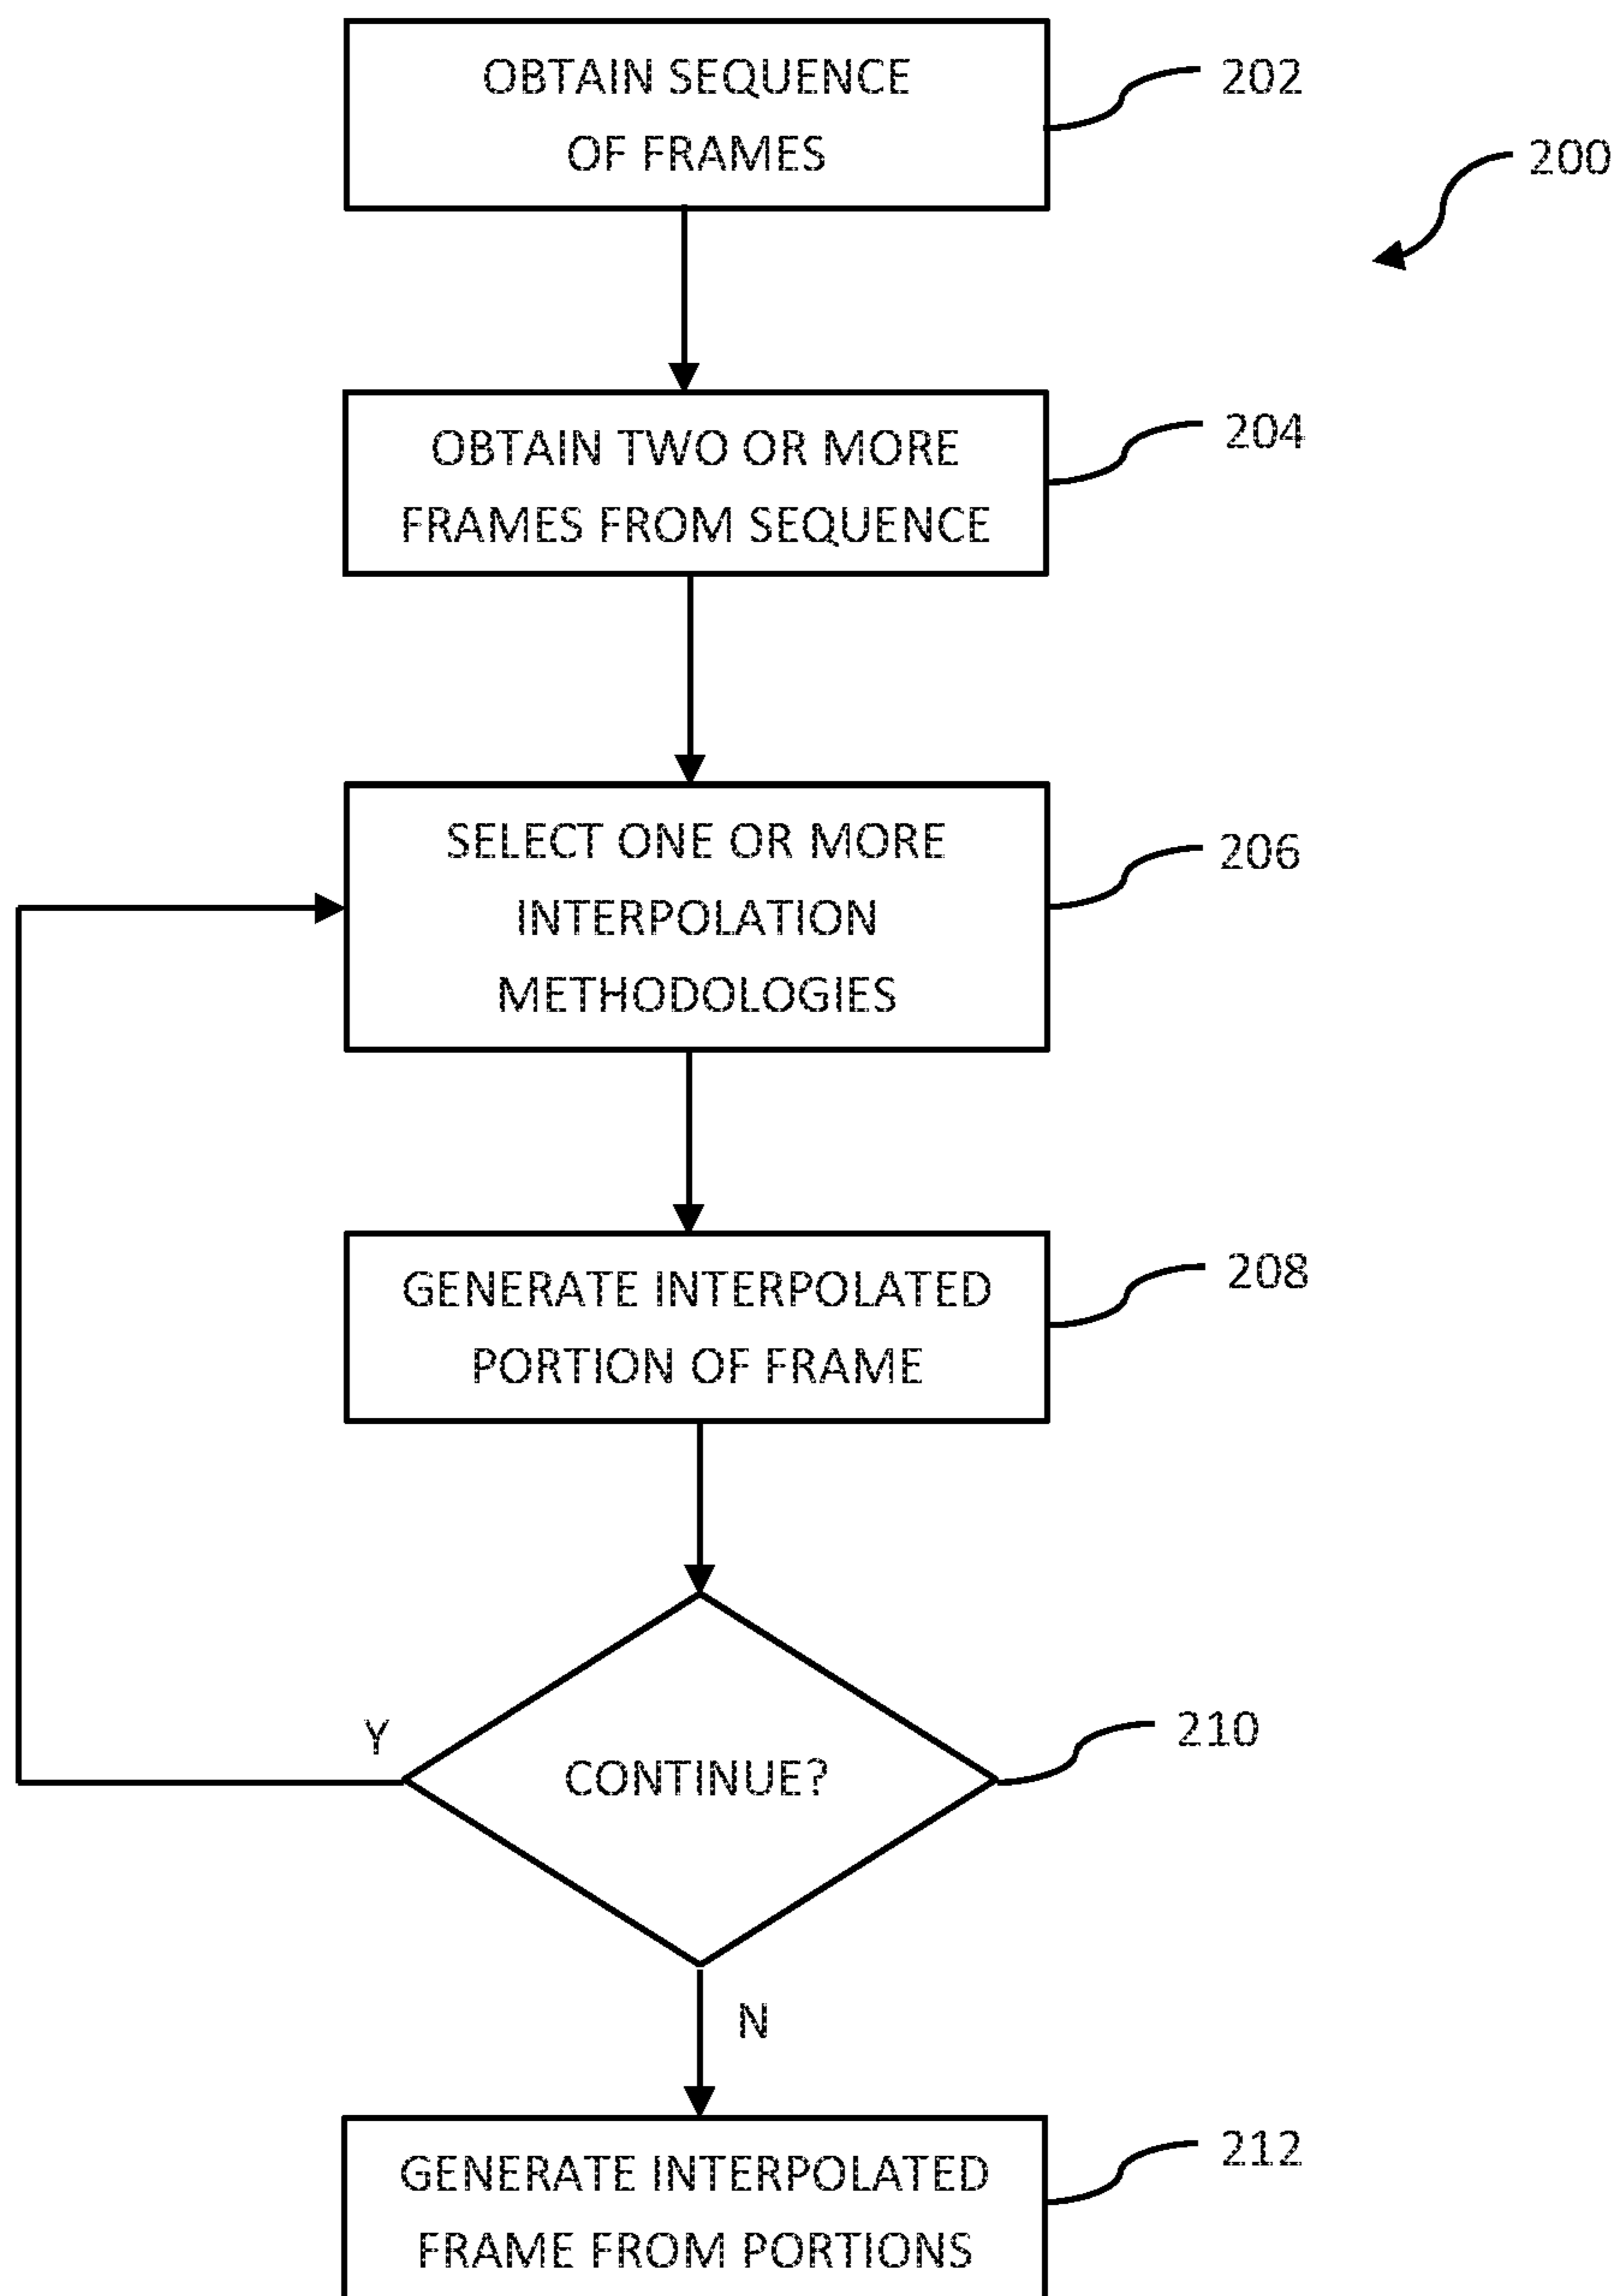 OBTAIN SEQUENCE
OF FRAMES
202
200
OBTAIN TWO OR MORE
FRAMES FROM SEQUENCE
204
SELECT ONE OR MORE
INTERPOLATION
METHODOLOGIES
206
GENERATE INTERPOLATED
PORTION OF FRAME
208
Y
CONTINUE?
210
N
GENERATE INTERPOLATED
FRAME FROM PORTIONS
212